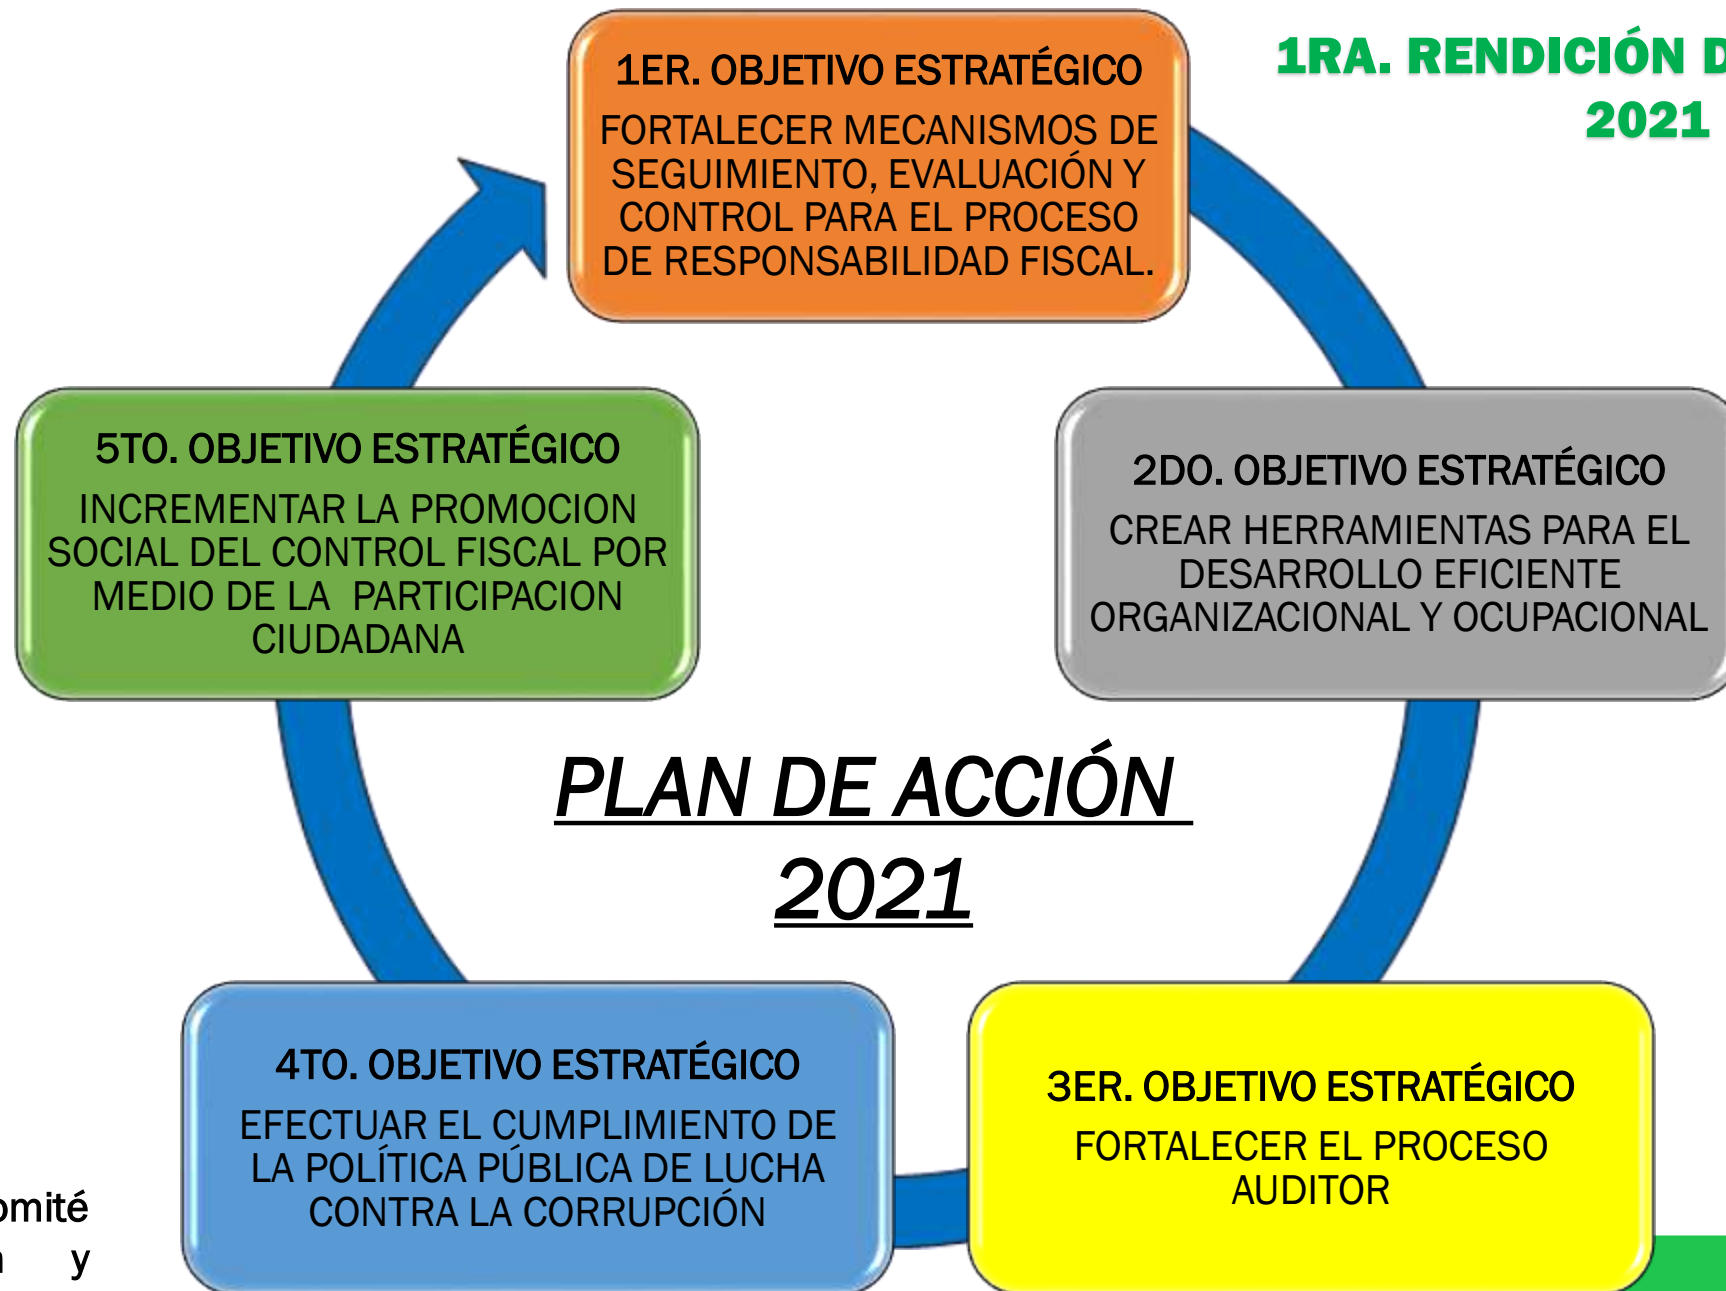 1RA. RENDICIÓN D
2021
1ER. OBJETIVO ESTRATÉGICO
FORTALECER MECANISMOS DE
SEGUIMIENTO, EVALUACIÓN Y
CONTROL PARA EL PROCESO
DE RESPONSABILIDAD FISCAL.
2DO. OBJETIVO ESTRATÉGICO
CREAR HERRAMIENTAS PARA EL
DESARROLLO EFICIENTE
ORGANIZACIONAL Y OCUPACIONAL
3ER. OBJETIVO ESTRATÉGICO
FORTALECER EL PROCESO
AUDITOR
4TO. OBJETIVO ESTRATÉGICO
EFECTUAR EL CUMPLIMIENTO DE
LA POLÍTICA PÚBLICA DE LUCHA
CONTRA LA CORRUPCIÓN
5TO. OBJETIVO ESTRATÉGICO
INCREMENTAR LA PROMOCION
SOCIAL DEL CONTROL FISCAL POR
MEDIO DE LA PARTICIPACION
CIUDADANA
PLAN DE ACCIÓN
2021
omité
y